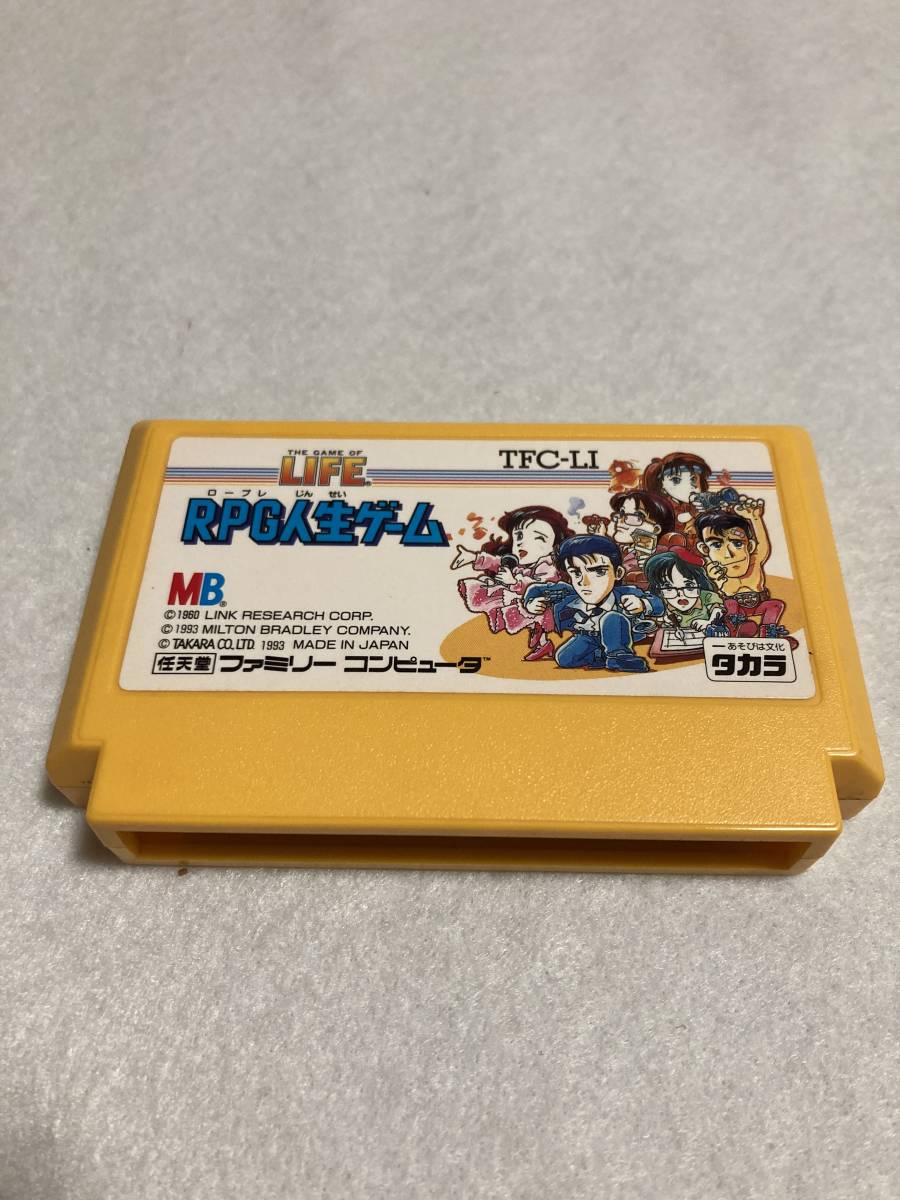 THE GAME OF
LIFE®
TFC-LI
ロープレ じん せい
RPG人生ゲーム
MB®
©1960 LINK RESEARCH CORP.
©1993 MILTON BRADLEY COMPANY.
©TAKARA CO.,LTD. 1993 MADE IN JAPAN
任天堂 ファミリー コンピュータ™
あそびは文化
タカラ